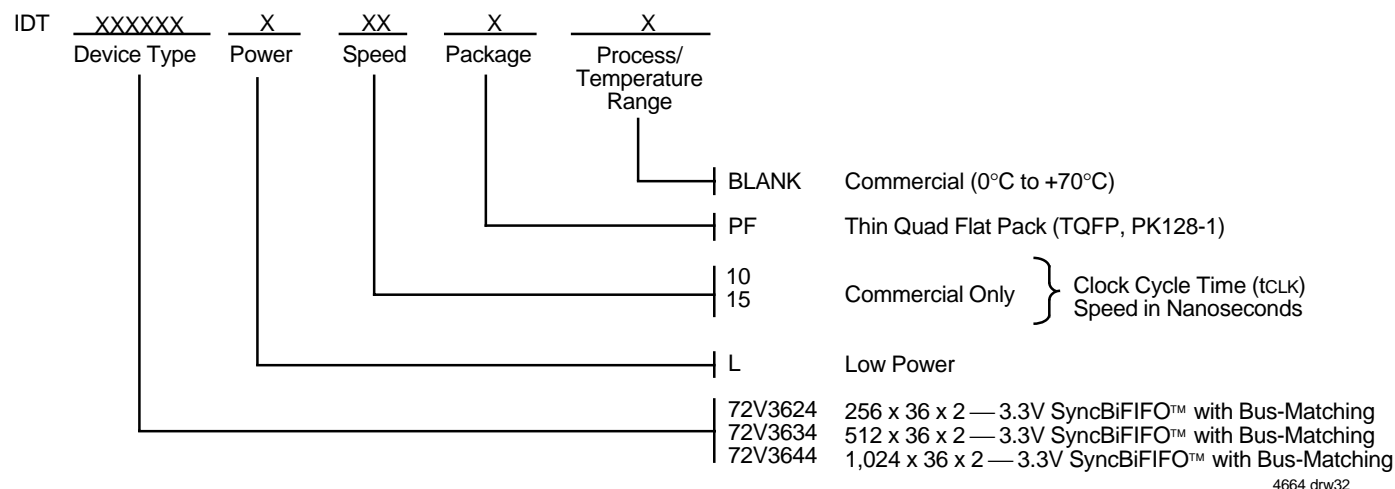 IDT XXXXXX X XX X X
Device Type Power Speed Package Process/
Temperature
Range
BLANK Commercial (0°C to +70°C)
PF Thin Quad Flat Pack (TQFP, PK128-1)
10
15
Commercial Only
Clock Cycle Time (tCLK)
Speed in Nanoseconds
L Low Power
72V3624 256 x 36 x 2 — 3.3V SyncBiFIFO™ with Bus-Matching
72V3634 512 x 36 x 2 — 3.3V SyncBiFIFO™ with Bus-Matching
72V3644 1,024 x 36 x 2 — 3.3V SyncBiFIFO™ with Bus-Matching
4664 drw32